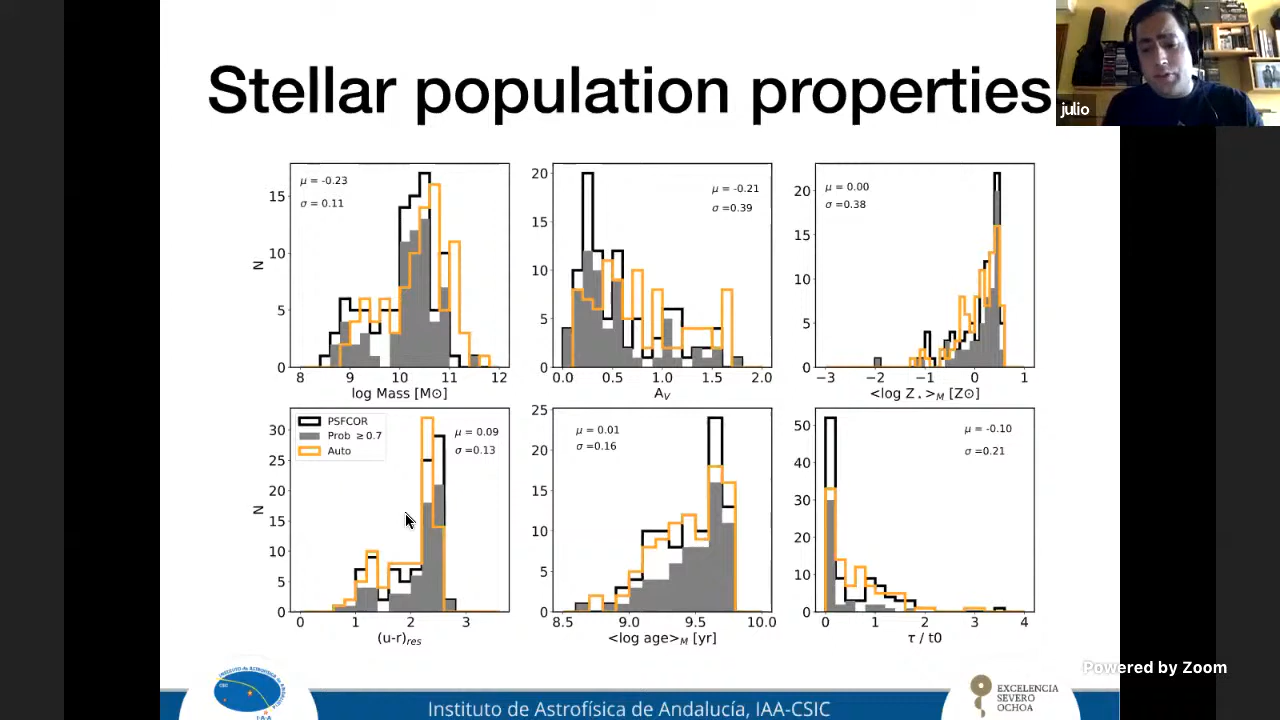 Stellar population properties
julio
μ = -0.23
σ = 0.11
15
10
5
0
N
8 9 10 11 12
log Mass [M⊙]
μ = -0.21
σ =0.39
20
15
10
5
0
0.0 0.5 1.0 1.5 2.0
A_V
μ = 0.00
σ =0.38
20
15
10
5
0
−3 −2 −1 0 1
<log Z⋆>_M [Z⊙]
PSFCOR
Prob ≥0.7
Auto
μ = 0.09
σ =0.13
30
25
20
15
10
5
0
N
0 1 2 3
(u-r)_res
μ = 0.01
σ =0.16
25
20
15
10
5
0
8.5 9.0 9.5 10.0
<log age>_M [yr]
μ = -0.10
σ =0.21
50
40
30
20
10
0
0 1 2 3 4
τ / t0
Powered by Zoom
INSTITUTO DE ASTROFÍSICA DE ANDALUCÍA
CSIC
I·A·A
Instituto de Astrofísica de Andalucía, IAA-CSIC
EXCELENCIA
SEVERO
OCHOA